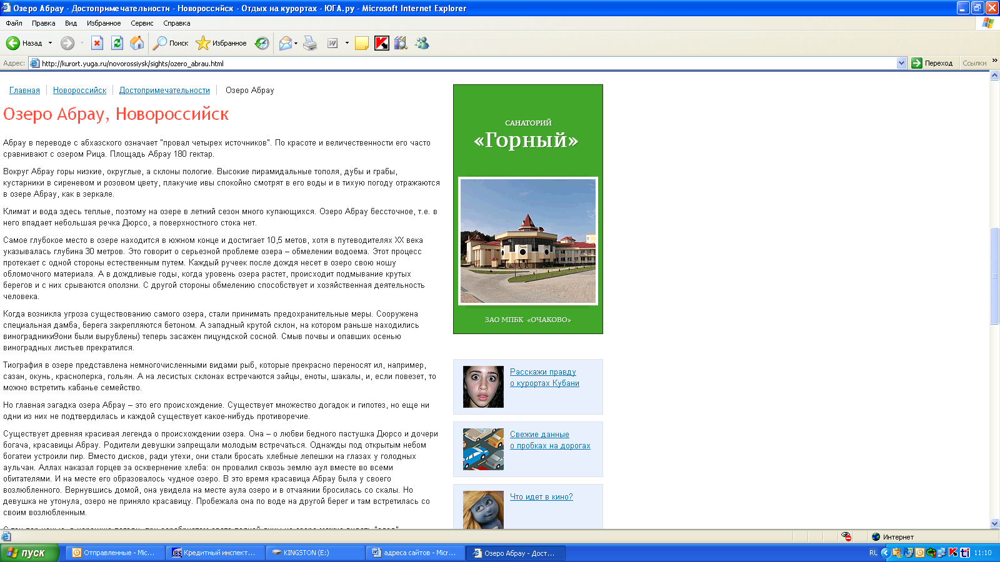 Озеро Абрау - Достопримечательности - Новороссийск - Отдых на курортах - ЮГА.ру - Microsoft Internet Explorer
Файл Правка Вид Избранное Сервис Справка
Назад Поиск Избранное
Адрес: http://kurort.yuga.ru/novorossiysk/sights/ozero_abrau.html Переход Ссылки »
Главная Новороссийск Достопримечательности Озеро Абрау
Озеро Абрау, Новороссийск
Абрау в переводе с абхазского означает "провал четырех источников". По красоте и величественности его часто
сравнивают с озером Рица. Площадь Абрау 180 гектар.
Вокруг Абрау горы низкие, округлые, а склоны пологие. Высокие пирамидальные тополя, дубы и грабы,
кустарники в сиреневом и розовом цвету, плакучие ивы спокойно смотрят в его воды и в тихую погоду отражаются
в озере Абрау, как в зеркале.
Климат и вода здесь теплые, поэтому на озере в летний сезон много купающихся. Озеро Абрау бессточное, т.е. в
него впадает небольшая речка Дюрсо, а поверхностного стока нет.
Самое глубокое место в озере находится в южном конце и достигает 10,5 метов, хотя в путеводителях XX века
указывалась глубина 30 метров. Это говорит о серьезной проблеме озера – обмелении водоема. Этот процесс
протекает с одной стороны естественным путем. Каждый ручеек после дождя несет в озеро свою ношу
обломочного материала. А в дождливые годы, когда уровень озера растет, происходит подмывание крутых
берегов и с них срываются оползни. С другой стороны обмелению способствует и хозяйственная деятельность
человека.
Когда возникла угроза существованию самого озера, стали принимать предохранительные меры. Сооружена
специальная дамба, берега закрепляются бетоном. А западный крутой склон, на котором раньше находились
виноградники9они были вырублены) теперь засажен пицундской сосной. Смыв почвы и опавших осенью
виноградных листьев прекратился.
Тиография в озере представлена немногочисленными видами рыб, которые прекрасно переносят ил, например,
сазан, окунь, красноперка, гольян. А на лесистых склонах встречаются зайцы, еноты, шакалы, и, если повезет, то
можно встретить кабанье семейство.
Но главная загадка озера Абрау – это его происхождение. Существует множество догадок и гипотез, но еще ни
одни из них не подтвердилась и каждой существует какое-нибудь противоречие.
Существует древняя красивая легенда о происхождении озера. Она – о любви бедного пастушка Дюрсо и дочери
богача, красавицы Абрау. Родители девушки запрещали молодым встречаться. Однажды под открытым небом
богатеи устроили пир. Вместо дисков, ради утехи, они стали бросать хлебные лепешки на глазах у голодных
аульчан. Аллах наказал горцев за осквернение хлеба: он провалил сквозь землю аул вместе во всеми
обитателями. И на месте его образовалось чудное озеро. В это время красавица Абрау была у своего
возлюбленного. Вернувшись домой, она увидела на месте аула озеро и в отчаянии бросилась со скалы. Но
девушка не утонула, озеро не приняло красавицу. Пробежала она по воде на другой берег и там встретилась со
своим возлюбленным.
САНАТОРИЙ
«Горный»
ЗАО МПБК «ОЧАКОВО»
Расскажи правду
о курортах Кубани
Свежие данные
о пробках на дорогах
Что идет в кино?
Интернет
пуск Отправленные - Mic... Кредитный инспект... KINGSTON (E:) адреса сайтов - Micr... Озеро Абрау - Дост... RL 11:10